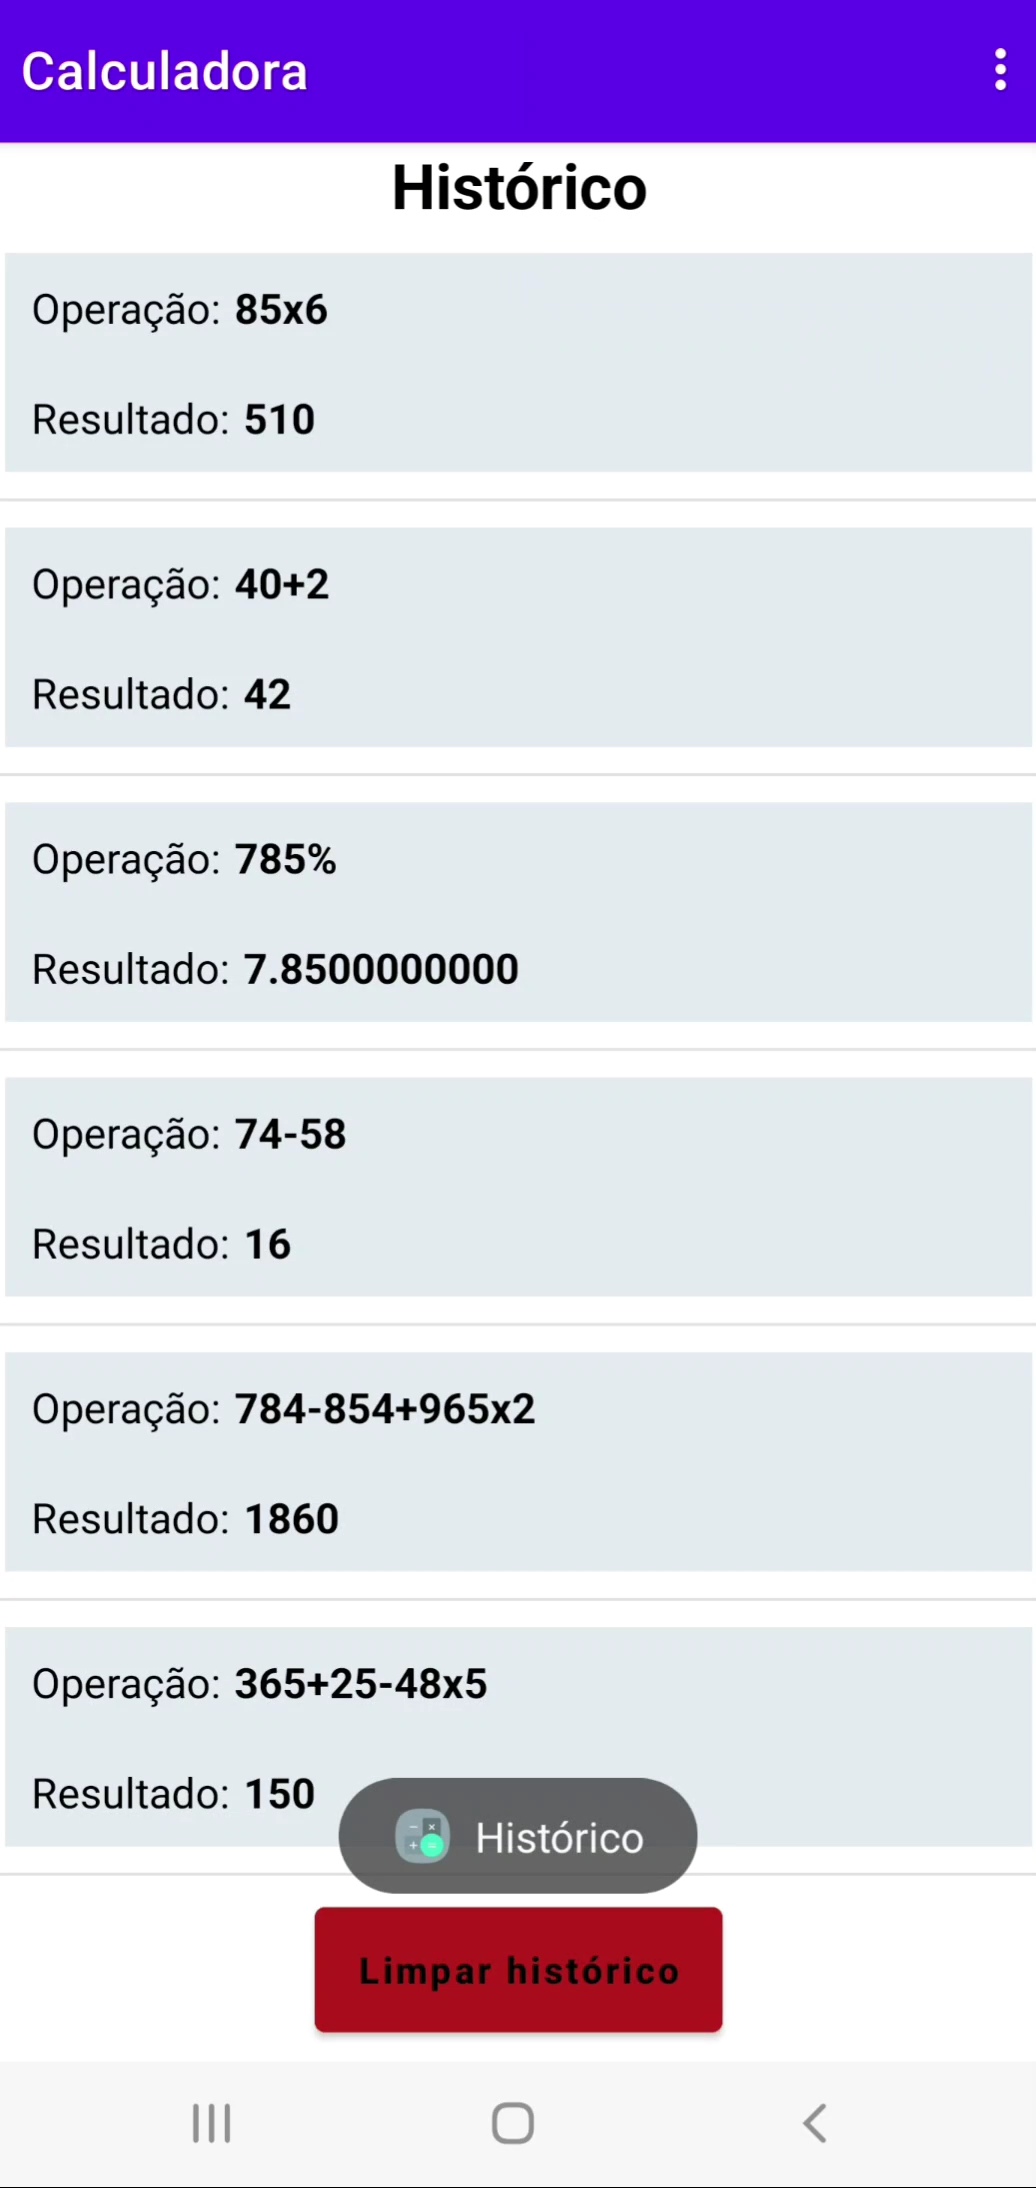 Calculadora
Histórico
Operação: 85x6
Resultado: 510
Operação: 40+2
Resultado: 42
Operação: 785%
Resultado: 7.8500000000
Operação: 74-58
Resultado: 16
Operação: 784-854+965x2
Resultado: 1860
Operação: 365+25-48x5
Resultado: 150
Histórico
Limpar histórico